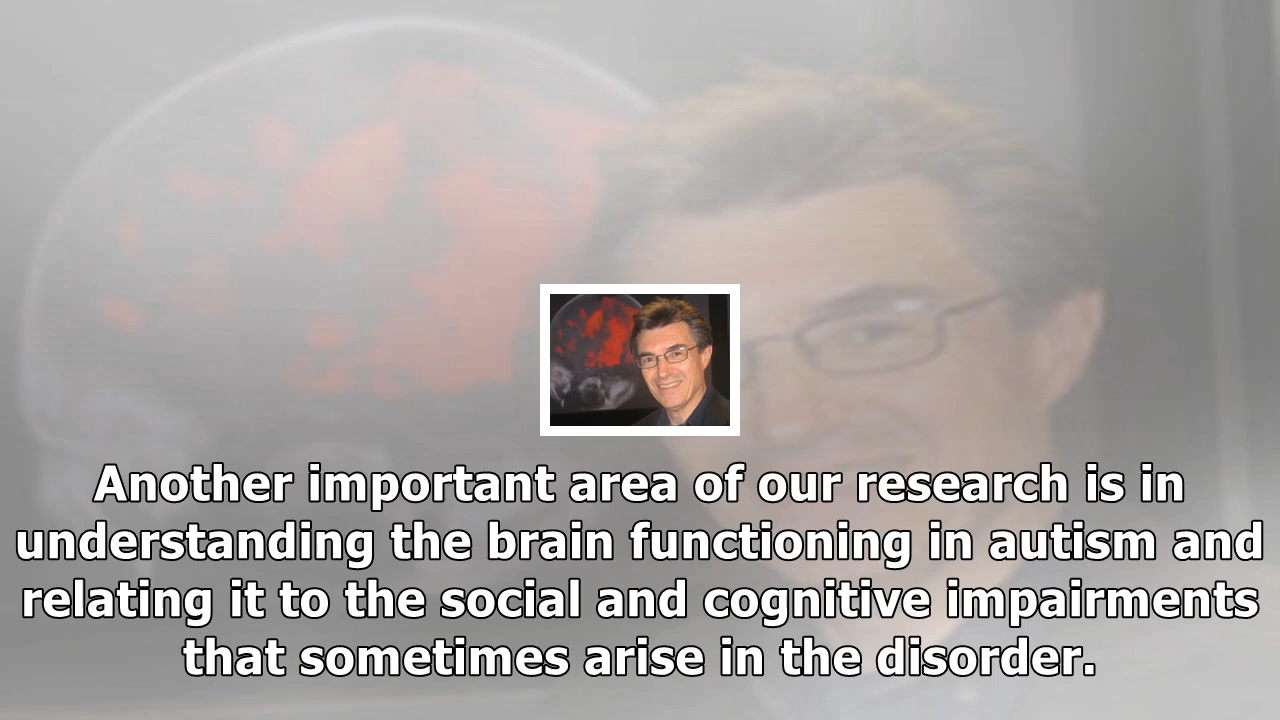 Another important area of our research is in
understanding the brain functioning in autism and
relating it to the social and cognitive impairments
that sometimes arise in the disorder.